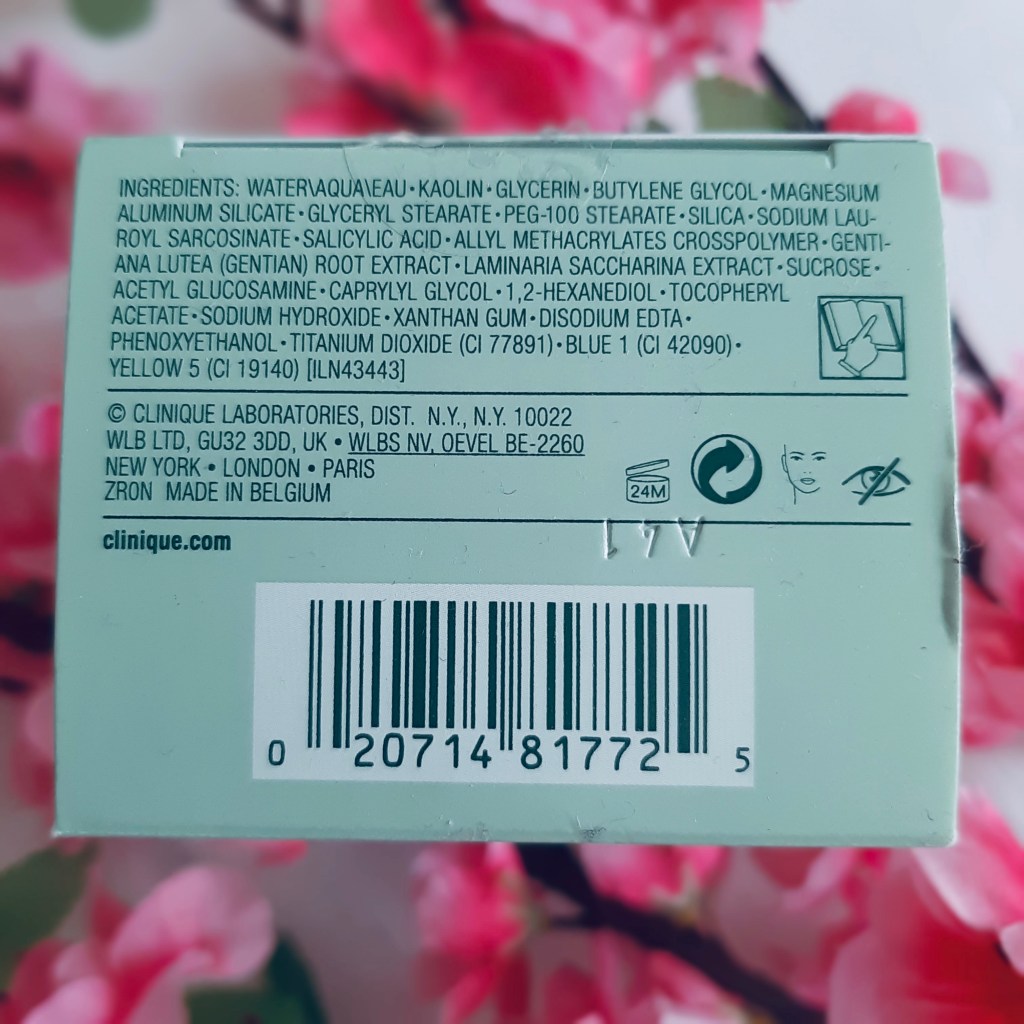 INGREDIENTS: WATER\AQUA\EAU • KAOLIN • GLYCERIN • BUTYLENE GLYCOL • MAGNESIUM
ALUMINUM SILICATE • GLYCERYL STEARATE • PEG-100 STEARATE • SILICA • SODIUM LAU-
ROYL SARCOSINATE • SALICYLIC ACID • ALLYL METHACRYLATES CROSSPOLYMER • GENTI-
ANA LUTEA (GENTIAN) ROOT EXTRACT • LAMINARIA SACCHARINA EXTRACT • SUCROSE •
ACETYL GLUCOSAMINE • CAPRYLYL GLYCOL • 1,2-HEXANEDIOL • TOCOPHERYL
ACETATE • SODIUM HYDROXIDE • XANTHAN GUM • DISODIUM EDTA •
PHENOXYETHANOL • TITANIUM DIOXIDE (CI 77891) • BLUE 1 (CI 42090) •
YELLOW 5 (CI 19140) [ILN43443]
© CLINIQUE LABORATORIES, DIST. N.Y., N.Y. 10022
WLB LTD, GU32 3DD, UK • WLBS NV, OEVEL BE-2260
NEW YORK • LONDON • PARIS
ZR0N MADE IN BELGIUM
24M
clinique.com
A41
0 20714 81772 5